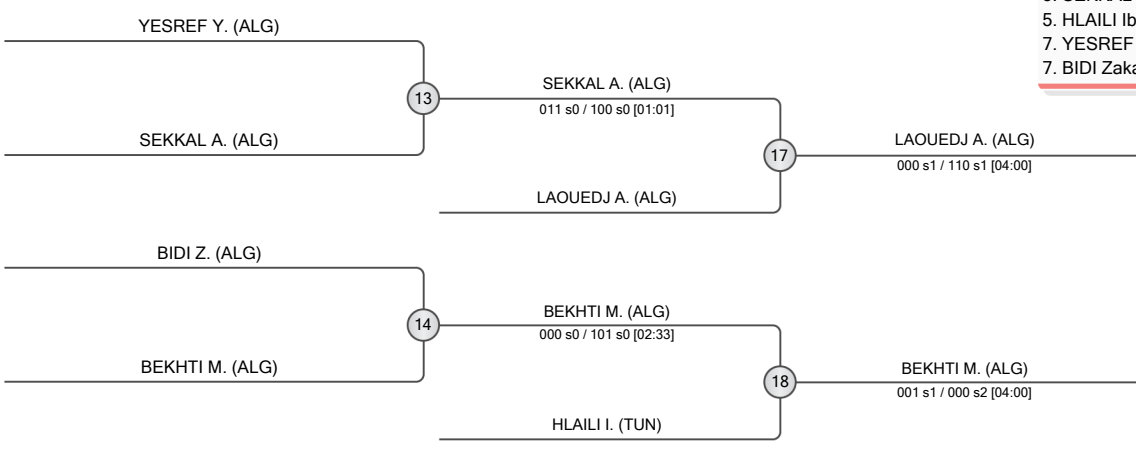 5. HLAILI Ib
7. YESREF
7. BIDI Zaka
YESREF Y. (ALG)
13
SEKKAL A. (ALG)
011 s0 / 100 s0 [01:01]
SEKKAL A. (ALG)
17
LAOUEDJ A. (ALG)
000 s1 / 110 s1 [04:00]
LAOUEDJ A. (ALG)
BIDI Z. (ALG)
14
BEKHTI M. (ALG)
000 s0 / 101 s0 [02:33]
BEKHTI M. (ALG)
18
BEKHTI M. (ALG)
001 s1 / 000 s2 [04:00]
HLAILI I. (TUN)